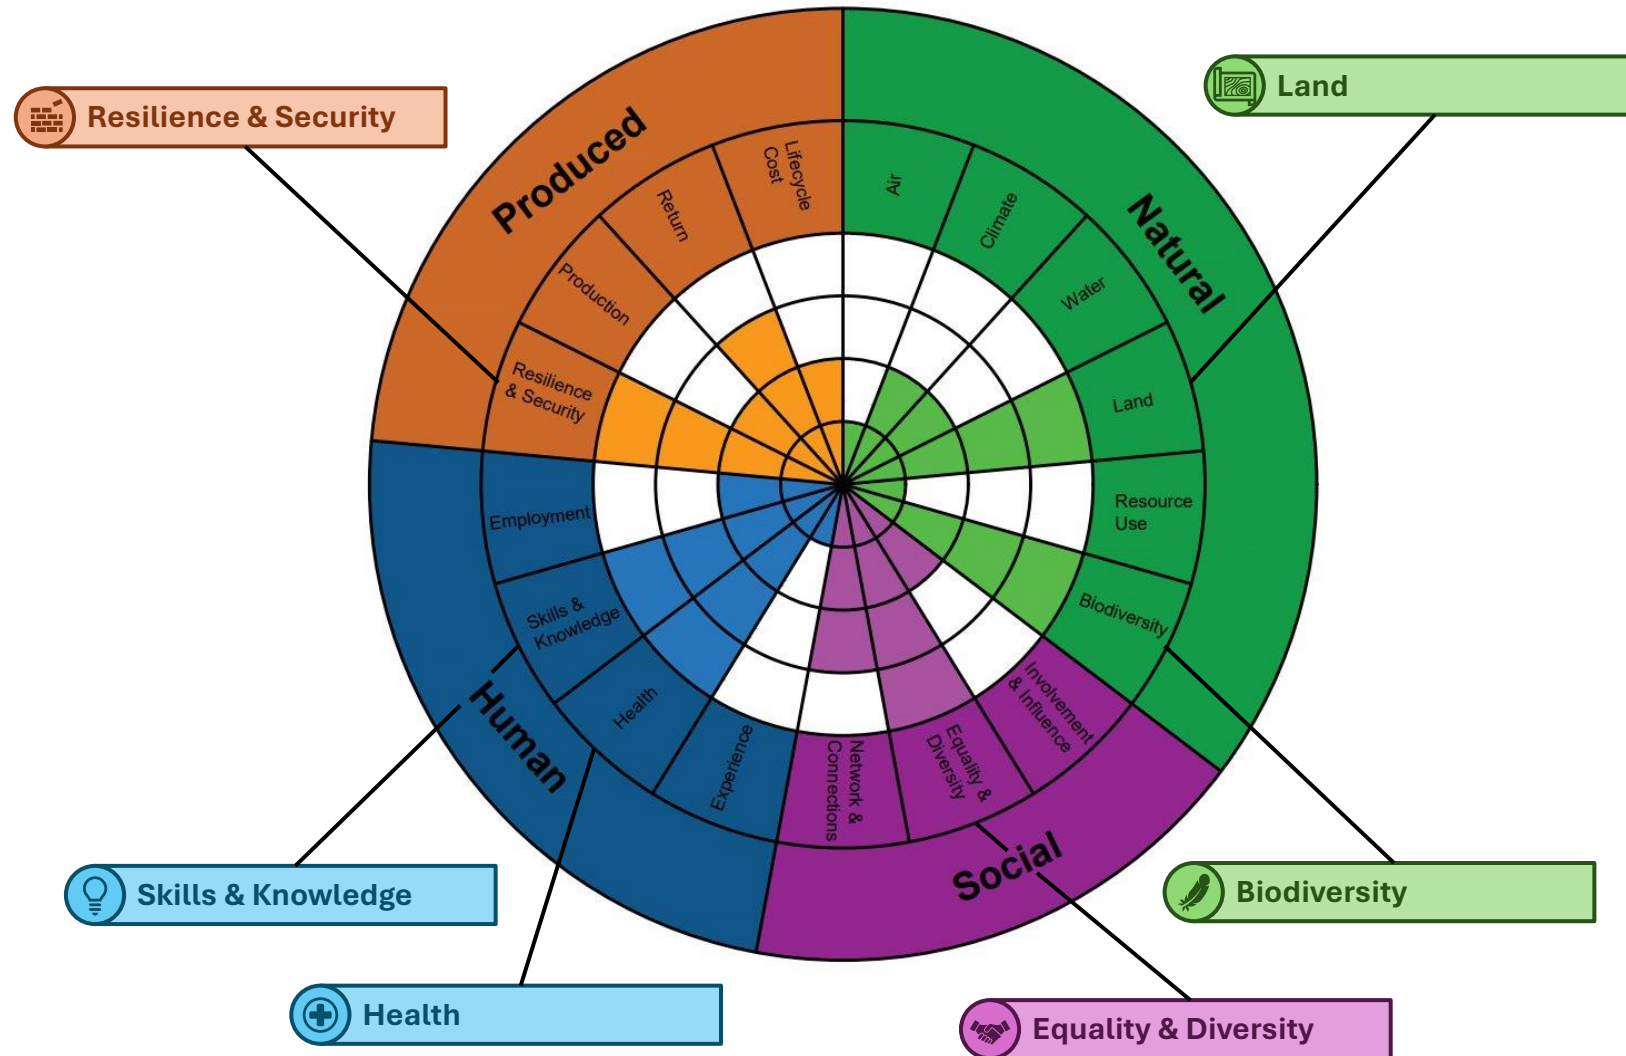 Resilience & Security
Land
Produced
Natural
Social
Human
Lifecycle
Cost
Return
Production
Resilience
& Security
Air
Climate
Water
Land
Resource
Use
Biodiversity
Involvement
& Influence
Equality &
Diversity
Network &
Connections
Experience
Health
Skills &
Knowledge
Employment
Skills & Knowledge
Health
Biodiversity
Equality & Diversity